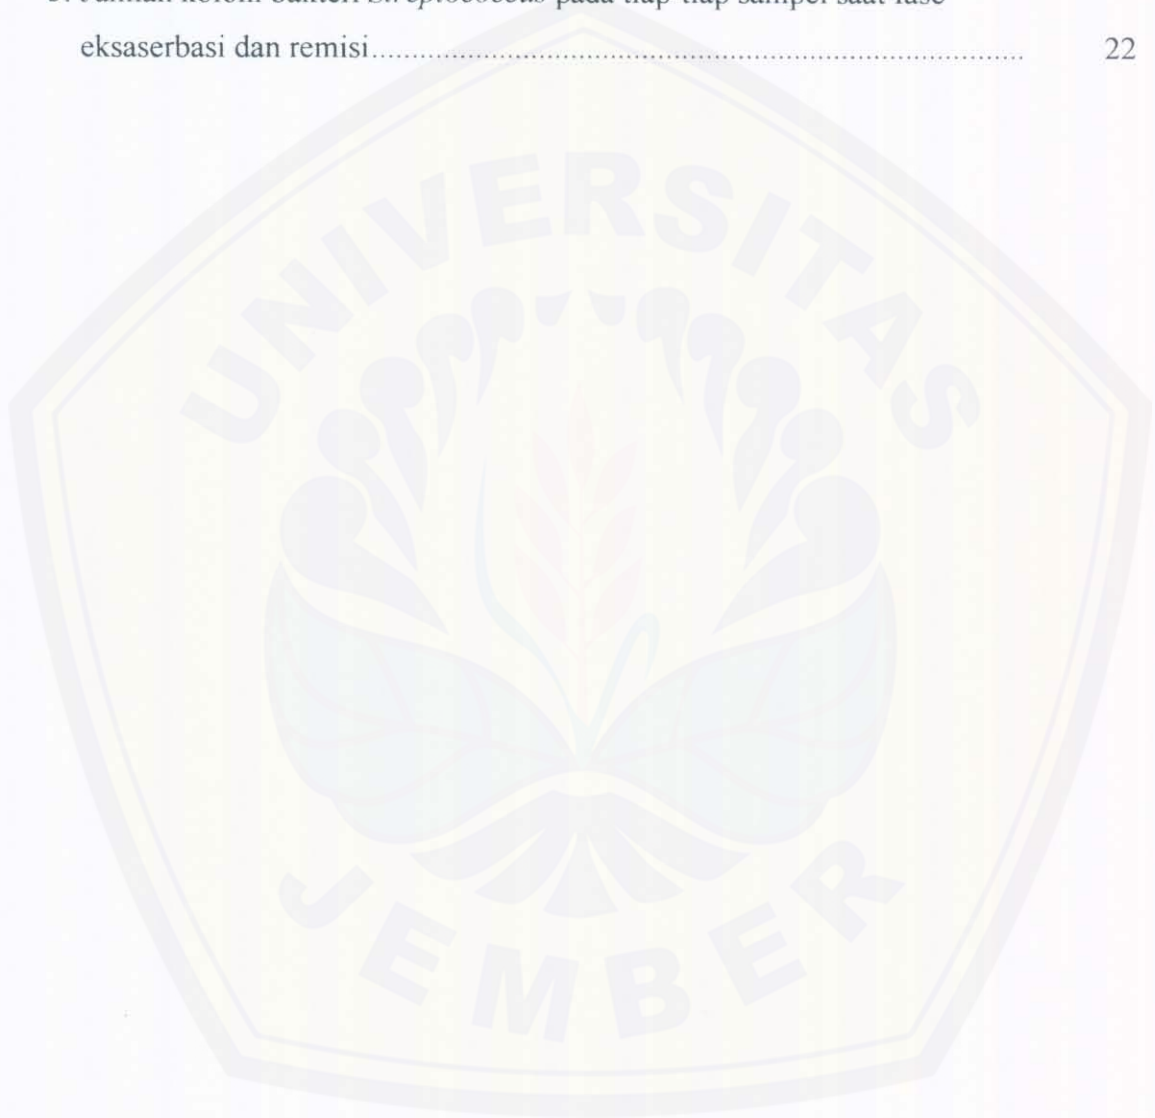 Jumlah koloni bakteri Streptococcus pada tiap-tiap sampel saat fase
eksaserbasi dan remisi........................................................................ 22
UNIVERSITAS
JEMBER